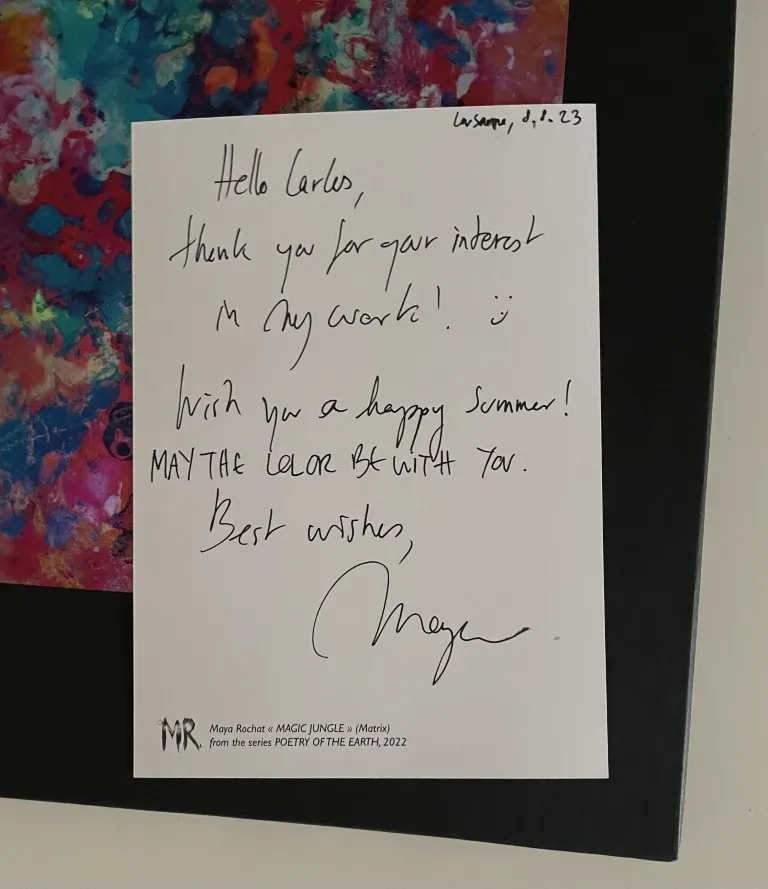 Lausanne, 8.8.23
Hello Carlos,
thank you for your interest
in my work! :)
Wish you a happy Summer!
MAY THE COLOR BE WITH YOU.
Best wishes,
Maya
MR. Maya Rochat « MAGIC JUNGLE » (Matrix)
from the series POETRY OF THE EARTH, 2022